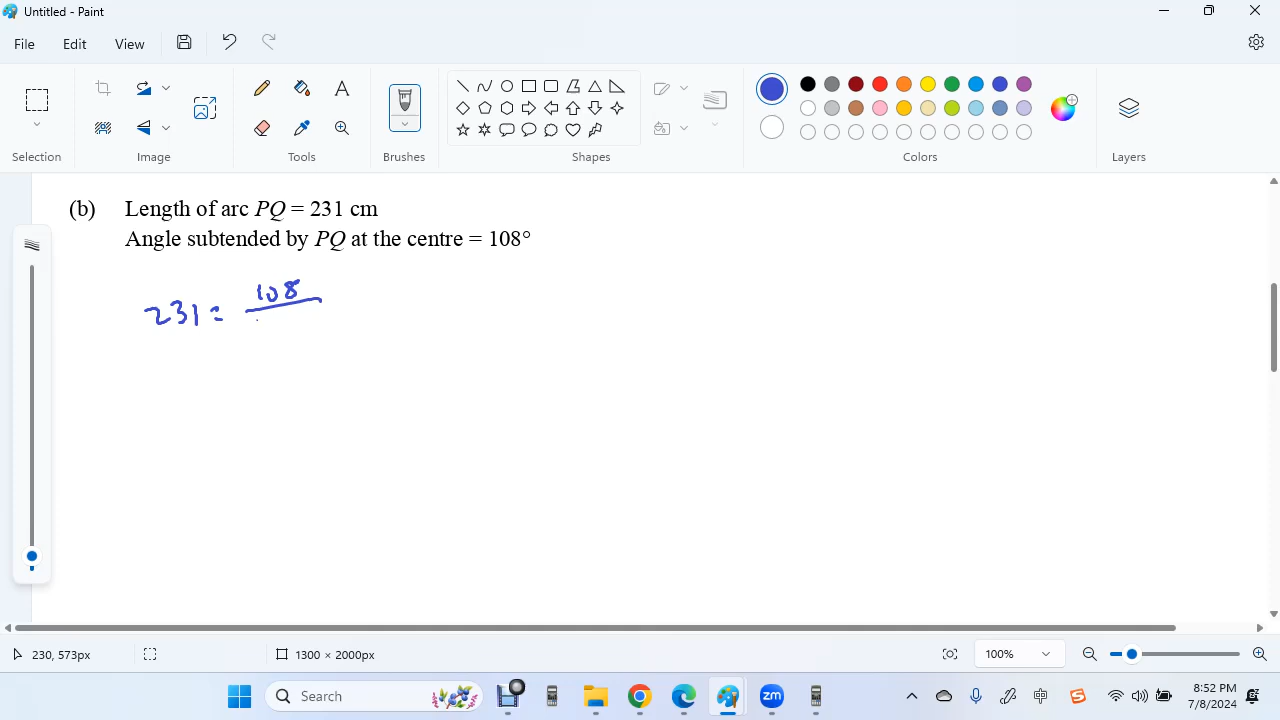 Untitled - Paint
File Edit View
Selection Image Tools Brushes Shapes Colors Layers
(b) Length of arc PQ = 231 cm
Angle subtended by PQ at the centre = 108°
108
231 =
230, 573px
1300 × 2000px
100%
Search
zm
中
S
8:52 PM
7/8/2024